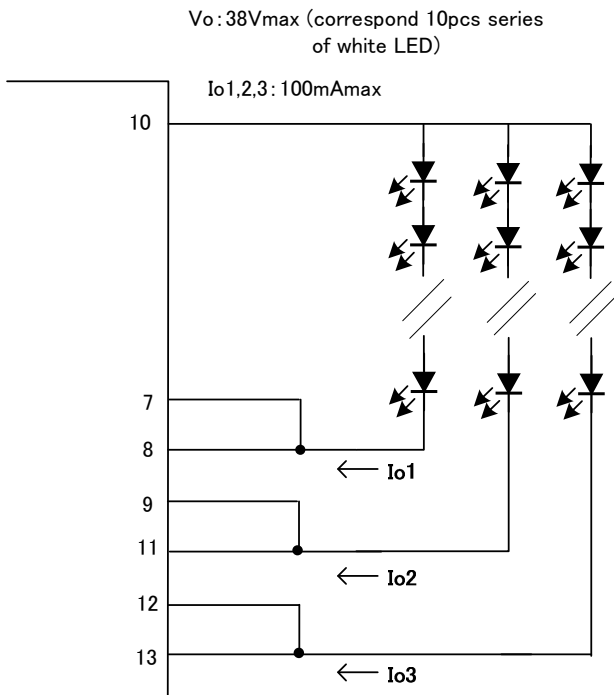 Vo:38Vmax (correspond 10pcs series
of white LED)
Io1,2,3:100mAmax
10
7
8
Io1
9
11
Io2
12
13
Io3